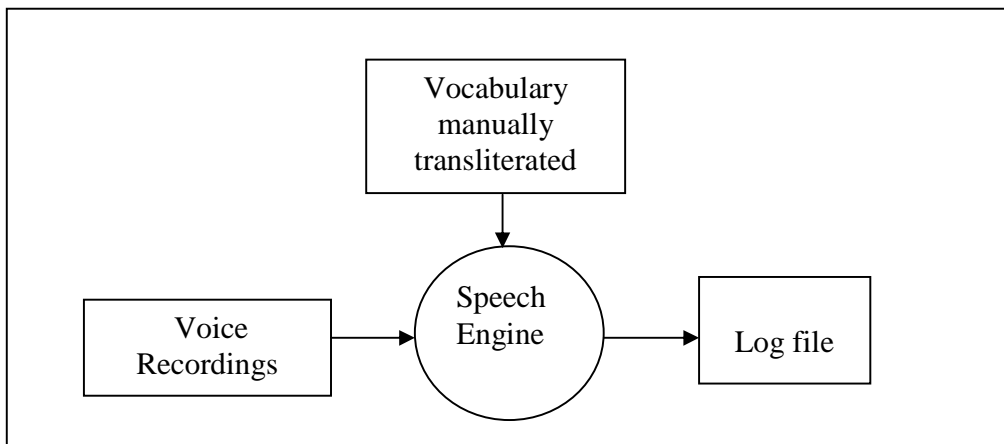 Vocabulary
manually
transliterated
Speech
Engine
Voice
Recordings
Log file